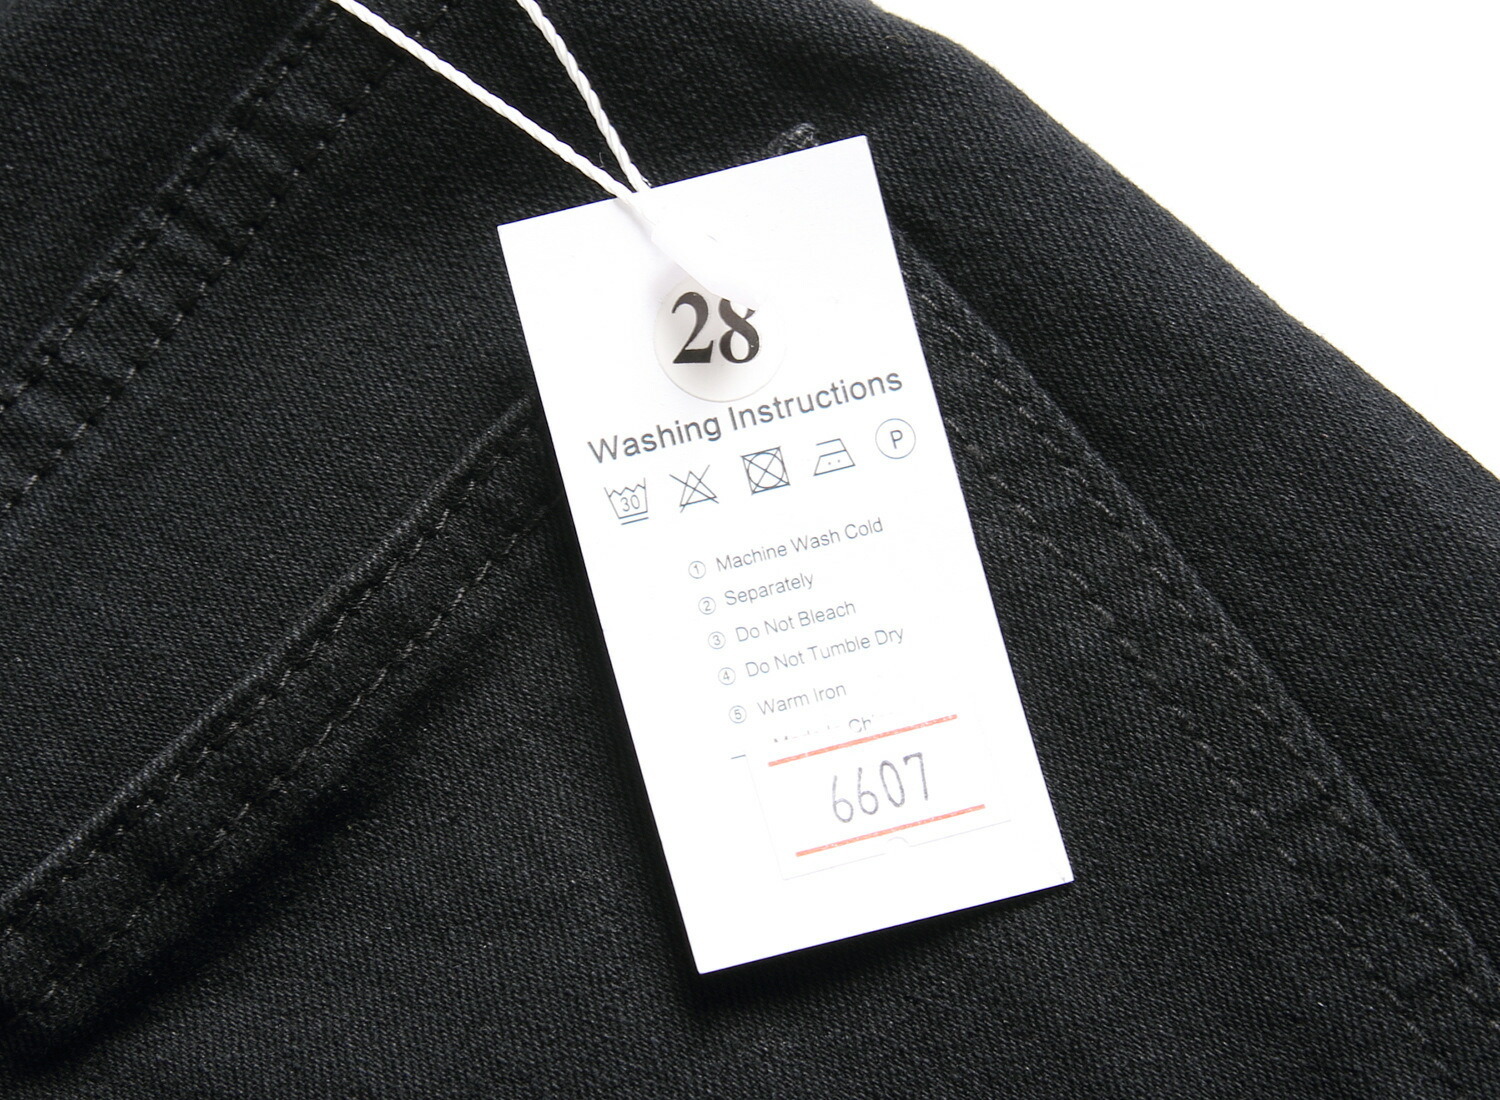 28
Washing Instructions
30 P
① Machine Wash Cold
② Separately
③ Do Not Bleach
④ Do Not Tumble Dry
⑤ Warm Iron
6607